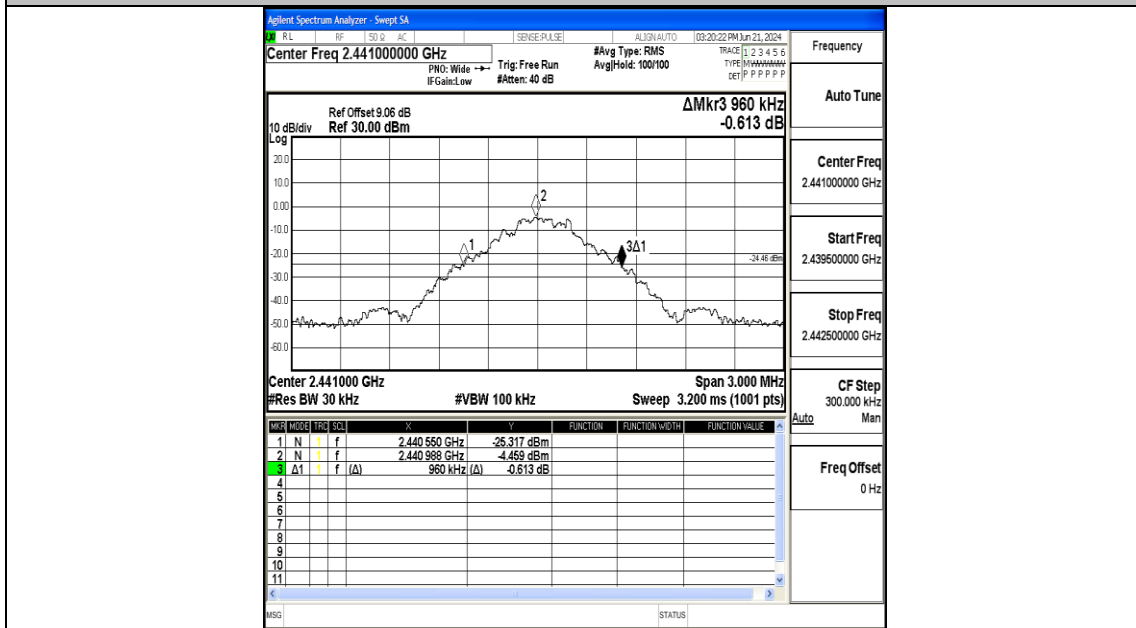 Agilent Spectrum Analyzer - Swept SA
RL RF 50 Ω AC SENSE:PULSE ALIGN AUTO 03:20:22 PM Jun 21, 2024
Center Freq 2.441000000 GHz
PNO: Wide
IFGain:Low
Trig: Free Run
#Atten: 40 dB
#Avg Type: RMS
Avg|Hold: 100/100
TRACE 1 2 3 4 5 6
TYPE M
DET P P P P P P
Ref Offset 9.06 dB
10 dB/div Ref 30.00 dBm
Log
ΔMkr3 960 kHz
-0.613 dB
20.0
10.0
0.00
-10.0
-20.0
-30.0
-40.0
-50.0
-60.0
1
2
3Δ1
-24.46 dBm
Center 2.441000 GHz Span 3.000 MHz
#Res BW 30 kHz #VBW 100 kHz Sweep 3.200 ms (1001 pts)
MKR MODE TRC SCL X Y FUNCTION FUNCTION WIDTH FUNCTION VALUE
1 N 1 f 2.440 550 GHz -25.317 dBm
2 N 1 f 2.440 988 GHz -4.459 dBm
3 Δ1 1 f (Δ) 960 kHz (Δ) -0.613 dB
4
5
6
7
8
9
10
11
MSG STATUS
Frequency
Auto Tune
Center Freq
2.441000000 GHz
Start Freq
2.439500000 GHz
Stop Freq
2.442500000 GHz
CF Step
300.000 kHz
Auto Man
Freq Offset
0 Hz